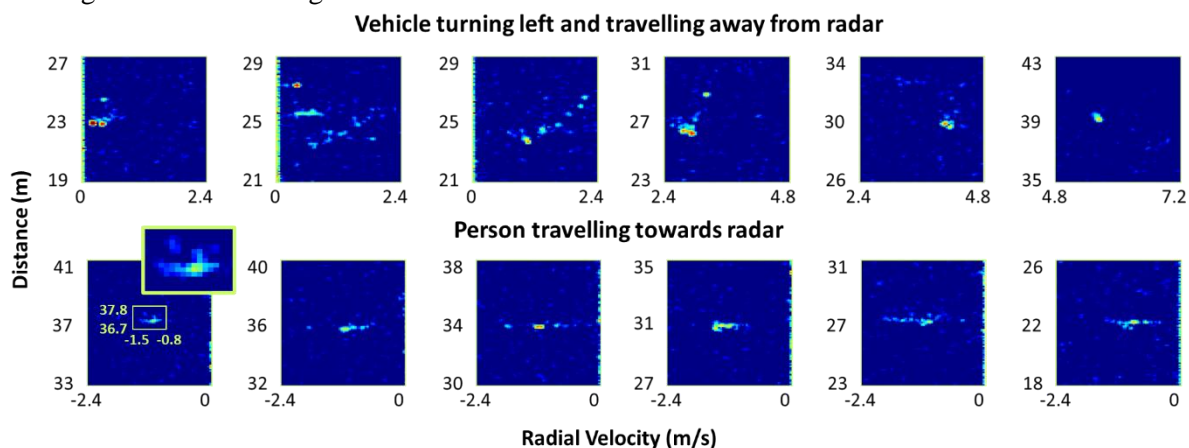 Vehicle turning left and travelling away from radar
27 29 29 31 34 43
23 25 25 27 30 39
19 21 21 23 26 35
0 2.4 0 2.4 0 2.4 2.4 4.8 2.4 4.8 4.8 7.2
Distance (m)
Person travelling towards radar
41 40 38 35 31 26
37.8
37 36 34 31 27 22
36.7
-1.5 -0.8
33 32 30 27 23 18
-2.4 0 -2.4 0 -2.4 0 -2.4 0 -2.4 0 -2.4 0
Radial Velocity (m/s)